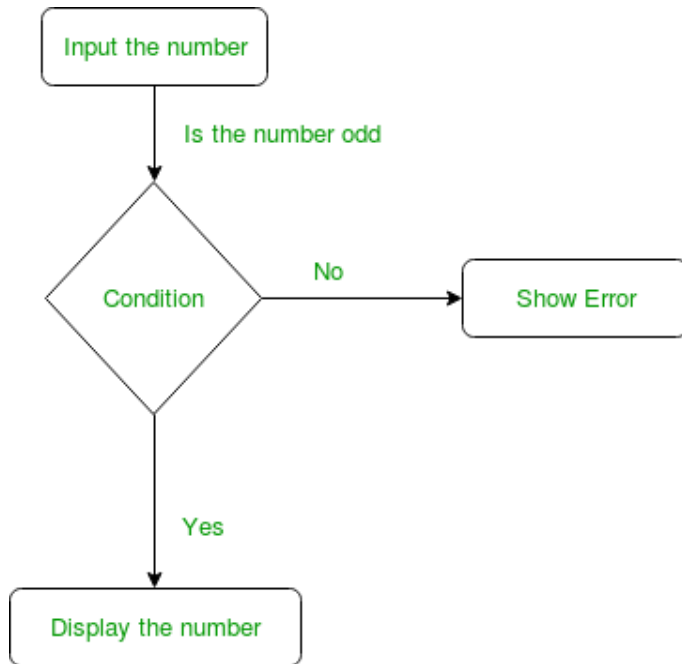 Input the number
Is the number odd
No
Condition
Show Error
Yes
Display the number